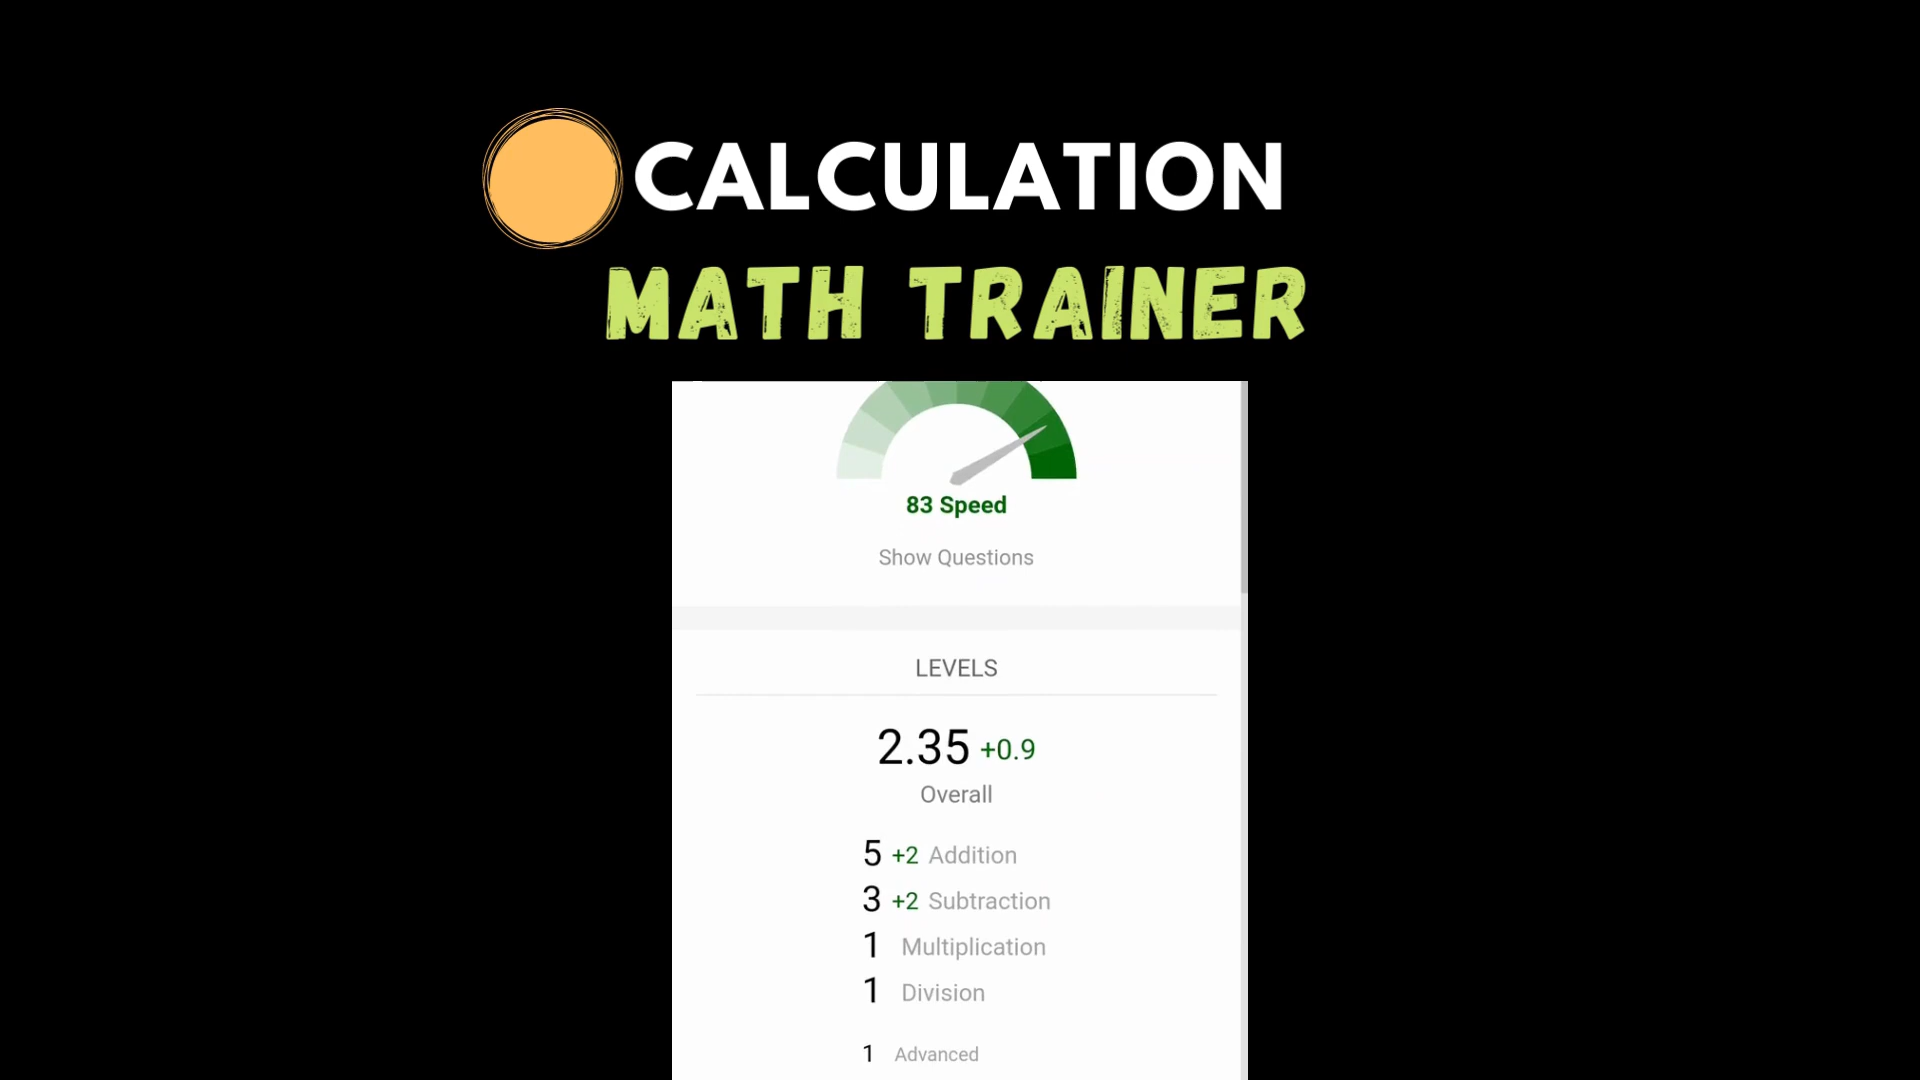 CALCULATION
MATH TRAINER
83 Speed
Show Questions
LEVELS
2.35 +0.9
Overall
5 +2 Addition
3 +2 Subtraction
1 Multiplication
1 Division
1 Advanced